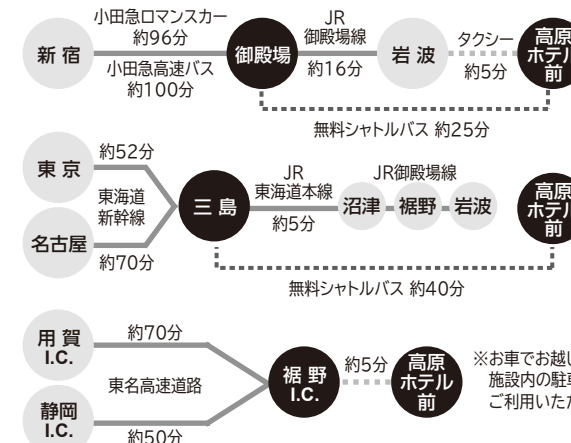 小田急ロマンスカー
約96分
新宿
小田急高速バス
約100分
御殿場
JR
御殿場線
約16分
岩波
タクシー
約5分
高原
ホテル
前
無料シャトルバス 約25分
東京
約52分
東海道
新幹線
名古屋
約70分
三島
JR
東海道本線
約5分
JR御殿場線
沼津
裾野
岩波
高原
ホテル
前
無料シャトルバス 約40分
用賀
I.C.
約70分
東名高速道路
静岡
I.C.
約50分
裾野
I.C.
約5分
高原
ホテル
前
※お車でお越し
施設内の駐車
ご利用いただ